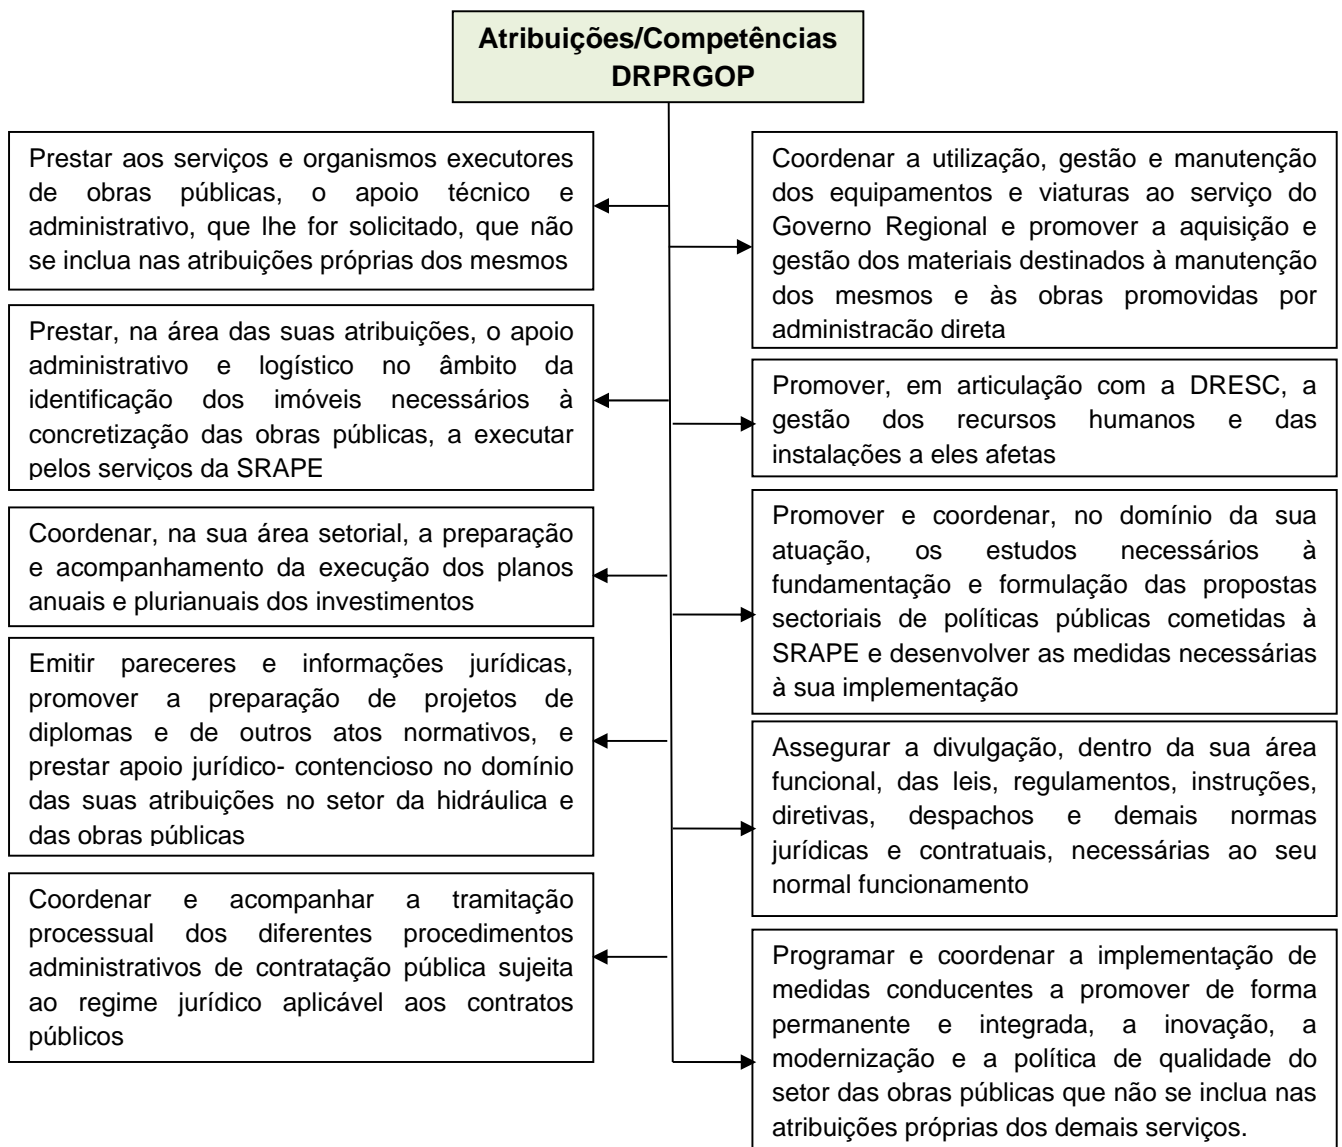 Atribuições/Competências
DRPRGOP
Prestar aos serviços e organismos executores
de obras públicas, o apoio técnico e
administrativo, que lhe for solicitado, que não
se inclua nas atribuições próprias dos mesmos
Prestar, na área das suas atribuições, o apoio
administrativo e logístico no âmbito da
identificação dos imóveis necessários à
concretização das obras públicas, a executar
pelos serviços da SRAPE
Coordenar, na sua área setorial, a preparação
e acompanhamento da execução dos planos
anuais e plurianuais dos investimentos
Emitir pareceres e informações jurídicas,
promover a preparação de projetos de
diplomas e de outros atos normativos, e
prestar apoio jurídico- contencioso no domínio
das suas atribuições no setor da hidráulica e
das obras públicas
Coordenar e acompanhar a tramitação
processual dos diferentes procedimentos
administrativos de contratação pública sujeita
ao regime jurídico aplicável aos contratos
públicos
Coordenar a utilização, gestão e manutenção
dos equipamentos e viaturas ao serviço do
Governo Regional e promover a aquisição e
gestão dos materiais destinados à manutenção
dos mesmos e às obras promovidas por
administração direta
Promover, em articulação com a DRESC, a
gestão dos recursos humanos e das
instalações a eles afetas
Promover e coordenar, no domínio da sua
atuação, os estudos necessários à
fundamentação e formulação das propostas
sectoriais de políticas públicas cometidas à
SRAPE e desenvolver as medidas necessárias
à sua implementação
Assegurar a divulgação, dentro da sua área
funcional, das leis, regulamentos, instruções,
diretivas, despachos e demais normas
jurídicas e contratuais, necessárias ao seu
normal funcionamento
Programar e coordenar a implementação de
medidas conducentes a promover de forma
permanente e integrada, a inovação, a
modernização e a política de qualidade do
setor das obras públicas que não se inclua nas
atribuições próprias dos demais serviços.